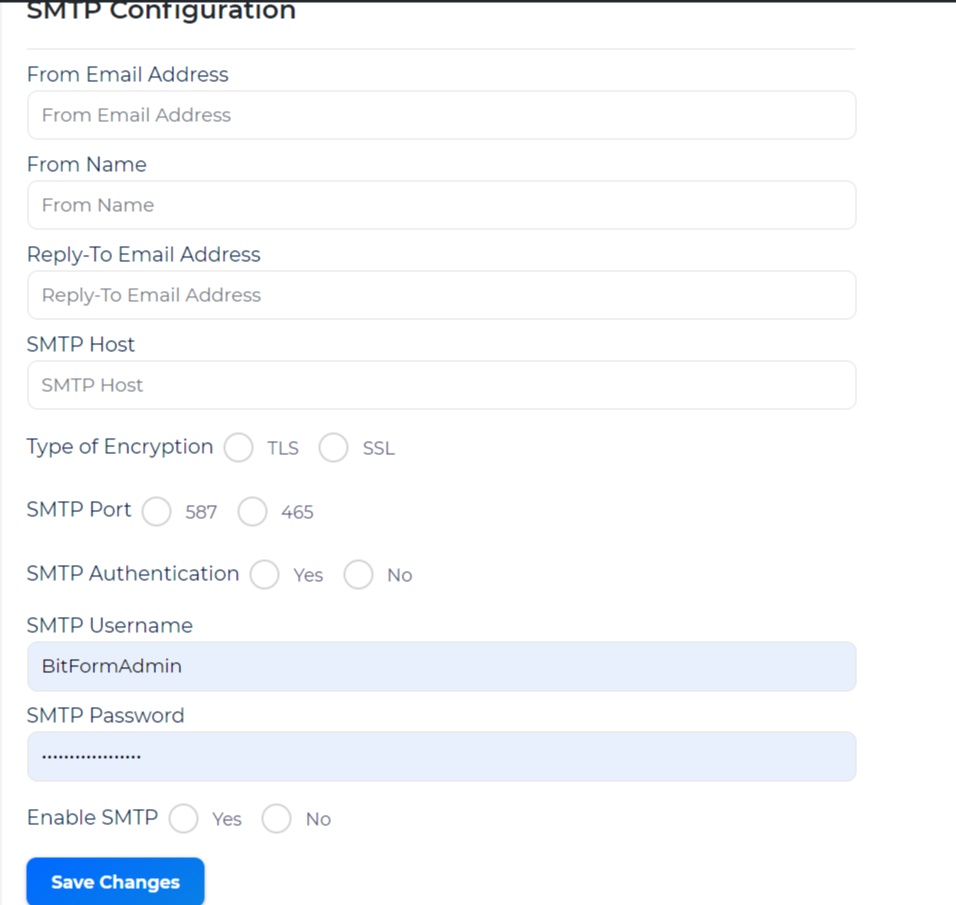 SMTP Configuration
From Email Address
From Email Address
From Name
From Name
Reply-To Email Address
Reply-To Email Address
SMTP Host
SMTP Host
Type of Encryption TLS SSL
SMTP Port 587 465
SMTP Authentication Yes No
SMTP Username
BitFormAdmin
SMTP Password
••••••••••••••••••
Enable SMTP Yes No
Save Changes